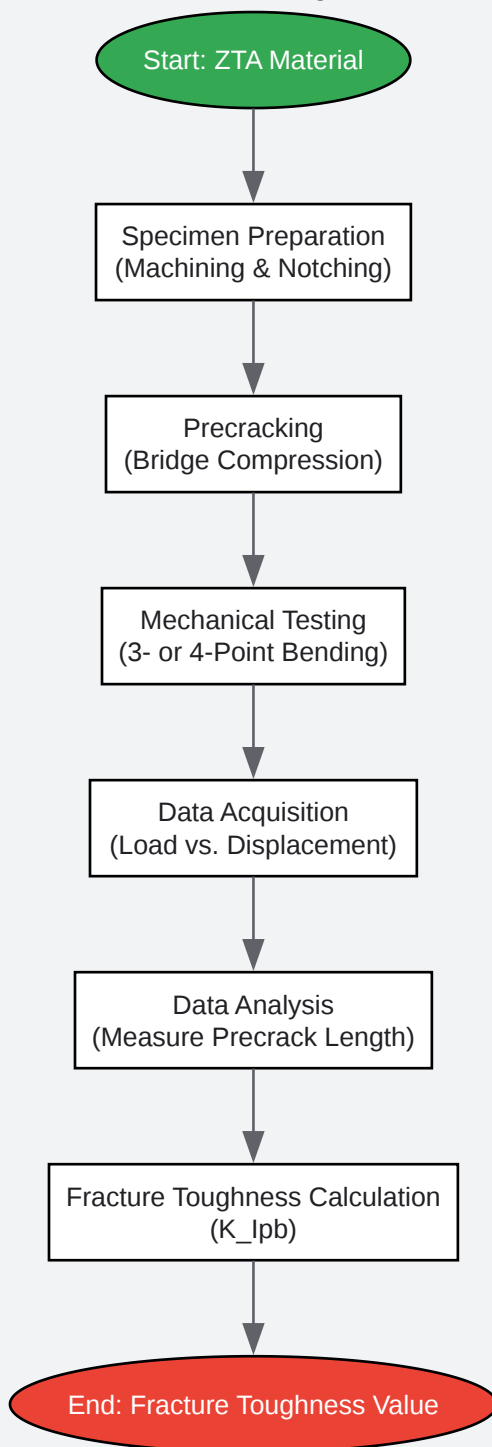 Start: ZTA Material
Specimen Preparation
(Machining & Notching)
Precracking
(Bridge Compression)
Mechanical Testing
(3- or 4-Point Bending)
Data Acquisition
(Load vs. Displacement)
Data Analysis
(Measure Precrack Length)
Fracture Toughness Calculation
(K_Ipb)
End: Fracture Toughness Value